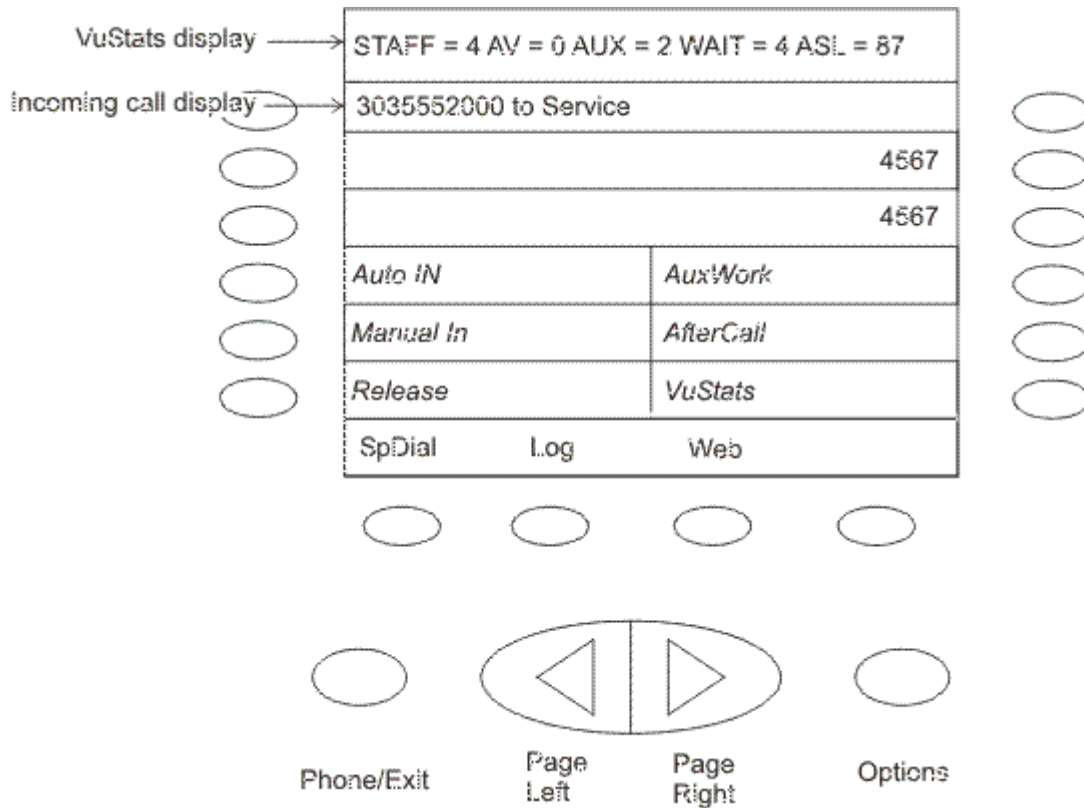 VuStats display
STAFF = 4 AV = 0 AUX = 2 WAIT = 4 ASL = 87
Incoming call display
3035552000 to Service
4567
4567
Auto IN AuxWork
Manual In AfterCall
Release VuStats
SpDial Log Web
Phone/Exit Page Left Page Right Options